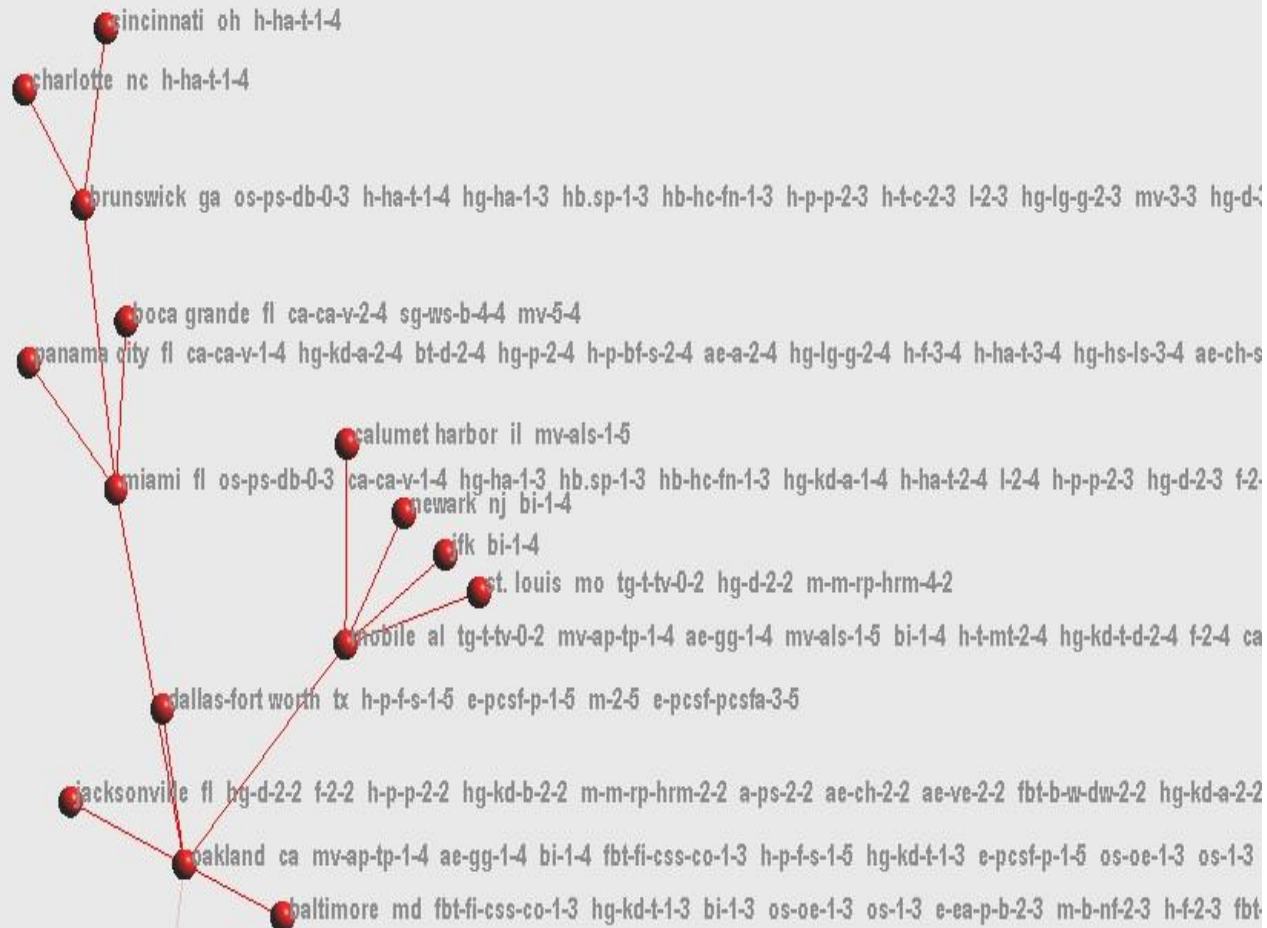 cincinnati oh h-ha-t-1-4
charlotte nc h-ha-t-1-4
brunswick ga os-ps-db-0-3 h-ha-t-1-4 hg-ha-1-3 hb.sp-1-3 hb-hc-fn-1-3 h-p-p-2-3 h-t-c-2-3 l-2-3 hg-lg-g-2-3 mv-3-3 hg-d-3
boca grande fl ca-ca-v-2-4 sg-ws-b-4-4 mv-5-4
panama city fl ca-ca-v-1-4 hg-kd-a-2-4 bt-d-2-4 hg-p-2-4 h-p-bf-s-2-4 ae-a-2-4 hg-lg-g-2-4 h-f-3-4 h-ha-t-3-4 hg-hs-ls-3-4 ae-ch-s
calumet harbor il mv-als-1-5
miami fl os-ps-db-0-3 ca-ca-v-1-4 hg-ha-1-3 hb.sp-1-3 hb-hc-fn-1-3 hg-kd-a-1-4 h-ha-t-2-4 l-2-4 h-p-p-2-3 hg-d-2-3 f-2-
newark nj bi-1-4
jfk bi-1-4
st. louis mo tg-t-tv-0-2 hg-d-2-2 m-m-rp-hrm-4-2
mobile al tg-t-tv-0-2 mv-ap-tp-1-4 ae-gg-1-4 mv-als-1-5 bi-1-4 h-t-mt-2-4 hg-kd-t-d-2-4 f-2-4 ca
dallas-fort worth tx h-p-f-s-1-5 e-pcsf-p-1-5 m-2-5 e-pcsf-pcsfa-3-5
jacksonville fl hg-d-2-2 f-2-2 h-p-p-2-2 hg-kd-b-2-2 m-m-rp-hrm-2-2 a-ps-2-2 ae-ch-2-2 ae-ve-2-2 fbt-b-w-dw-2-2 hg-kd-a-2-2
oakland ca mv-ap-tp-1-4 ae-gg-1-4 bi-1-4 fbt-fi-css-co-1-3 h-p-f-s-1-5 hg-kd-t-1-3 e-pcsf-p-1-5 os-oe-1-3 os-1-3
baltimore md fbt-fi-css-co-1-3 hg-kd-t-1-3 bi-1-3 os-oe-1-3 os-1-3 e-ea-p-b-2-3 m-b-nf-2-3 h-f-2-3 fbt-